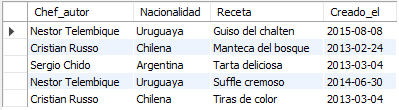 Chef_autor Nacionalidad Receta Creado_el
Nestor Telembique Uruguaya Guiso del chalten 2015-08-08
Cristian Russo Chilena Manteca del bosque 2013-02-24
Sergio Chido Argentina Tarta deliciosa 2013-03-04
Nestor Telembique Uruguaya Suffle cremoso 2014-06-30
Cristian Russo Chilena Tiras de color 2013-03-04